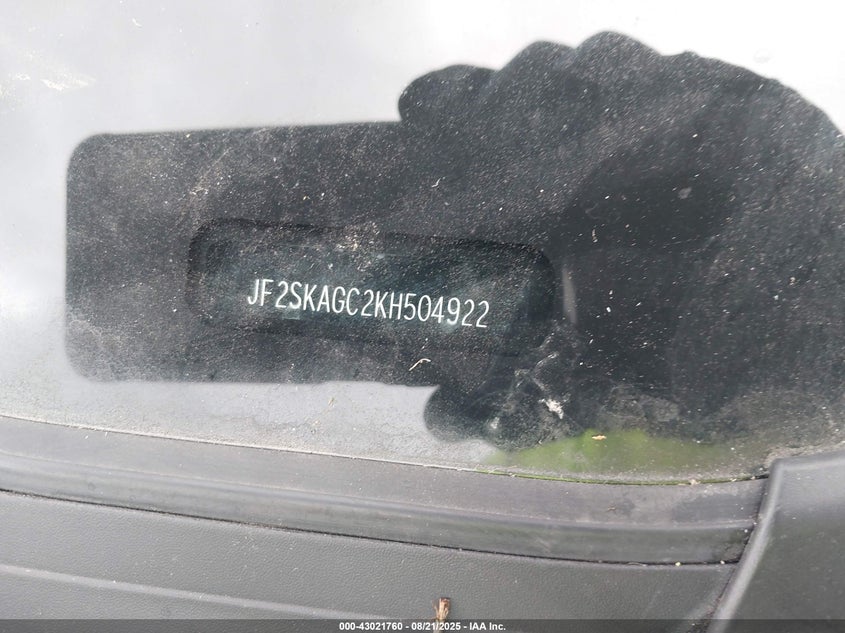 JF2SKAGC2KH504922
000-43021760 - 08/21/2025 - IAA Inc.